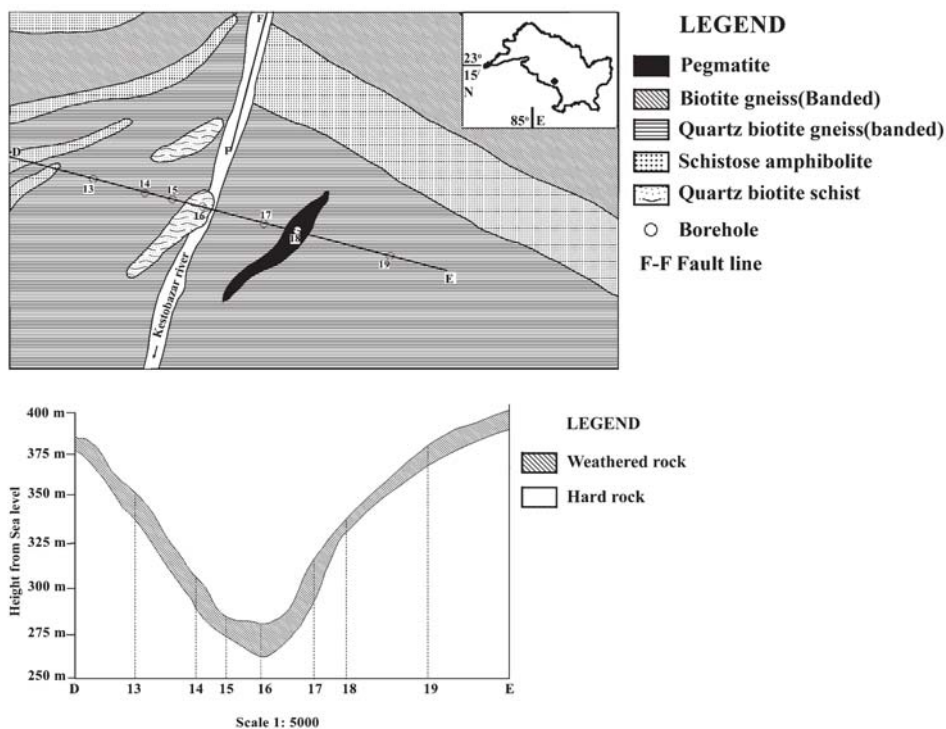 F
F
D
13
14
15
16
17
18
19
E
Kestobazar river
23°
15/
N
85° E
LEGEND
Pegmatite
Biotite gneiss(Banded)
Quartz biotite gneiss(banded)
Schistose amphibolite
Quartz biotite schist
Borehole
F-F Fault line
Height from Sea level
400 m
375 m
350 m
325 m
300 m
275 m
250 m
D 13 14 15 16 17 18 19 E
Scale 1: 5000
LEGEND
Weathered rock
Hard rock